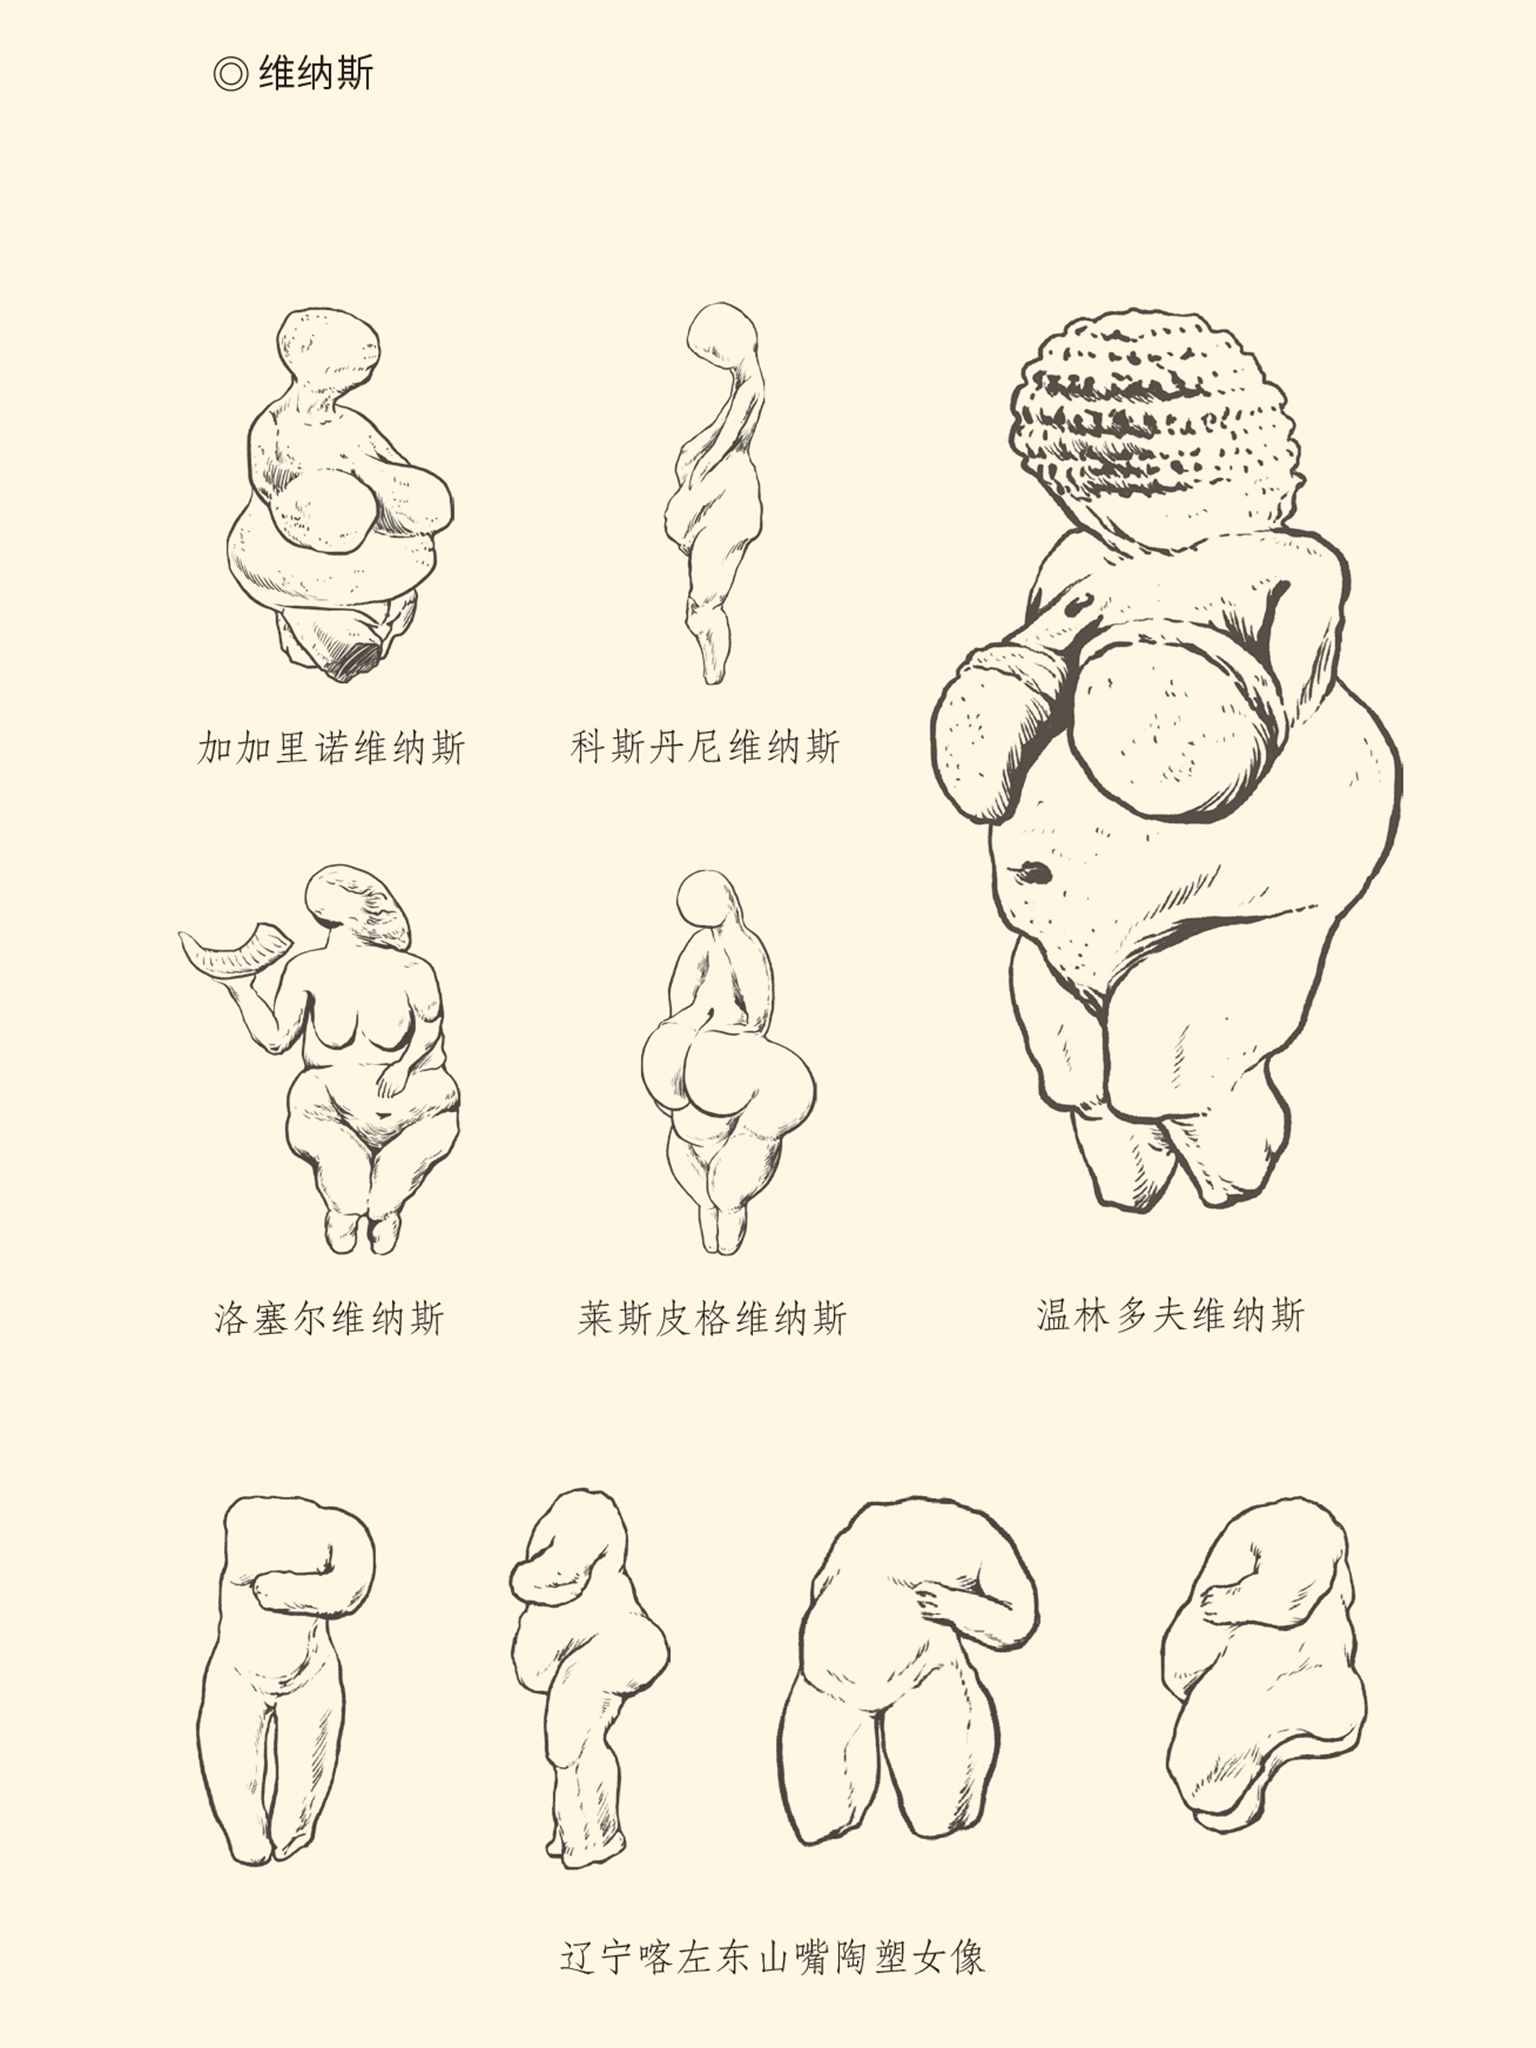 ◎ 维纳斯
加加里诺维纳斯
科斯丹尼维纳斯
洛塞尔维纳斯
莱斯皮格维纳斯
温林多夫维纳斯
辽宁喀左东山嘴陶塑女像